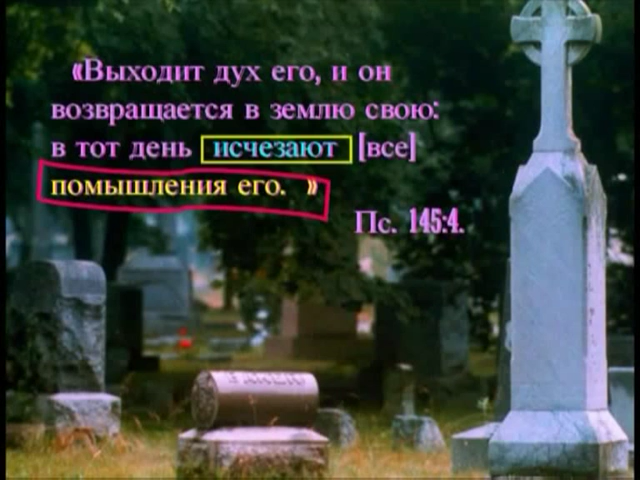 «Выходит дух его, и он
возвращается в землю свою:
в тот день исчезают [все]
помышления его. »
Пс. 145:4.